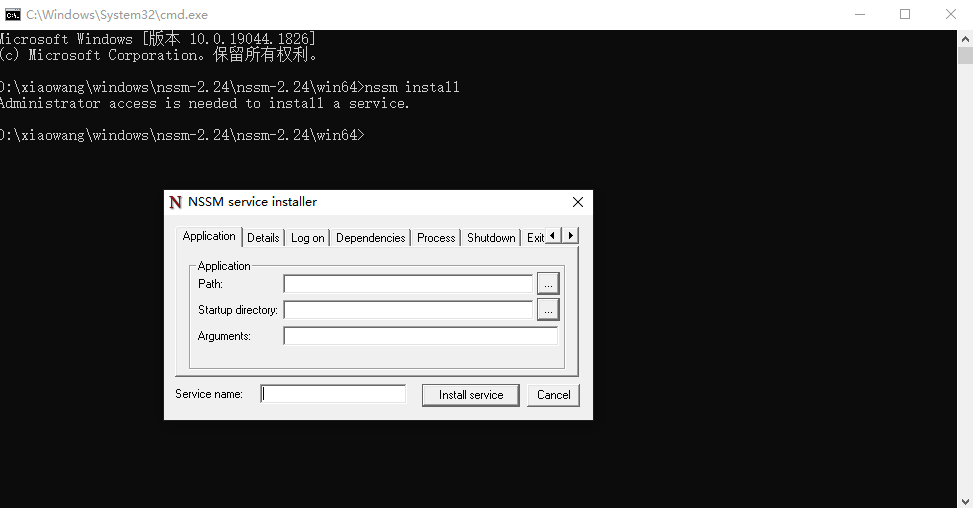 C:\Windows\System32\cmd.exe
Microsoft Windows [版本 10.0.19044.1826]
(c) Microsoft Corporation。保留所有权利。
D:\xiaowang\windows\nssm-2.24\nssm-2.24\win64>nssm install
Administrator access is needed to install a service.
D:\xiaowang\windows\nssm-2.24\nssm-2.24\win64>
NSSM service installer
Application Details Log on Dependencies Process Shutdown Exit
Application
Path: ...
Startup directory: ...
Arguments:
Service name: Install service Cancel